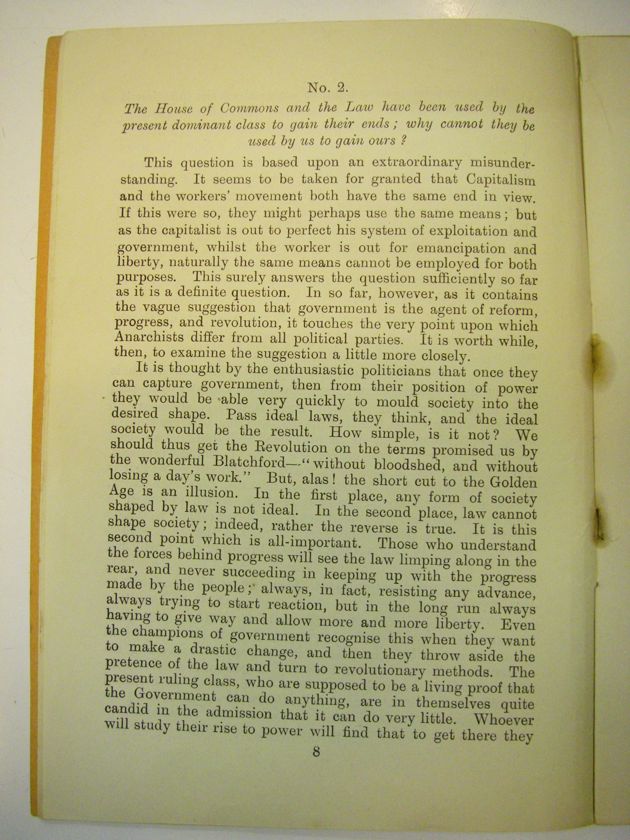 No. 2.
The House of Commons and the Law have been used by the
present dominant class to gain their ends ; why cannot they be
used by us to gain ours ?
This question is based upon an extraordinary misunder-
standing. It seems to be taken for granted that Capitalism
and the workers' movement both have the same end in view.
If this were so, they might perhaps use the same means ; but
as the capitalist is out to perfect his system of exploitation and
government, whilst the worker is out for emancipation and
liberty, naturally the same means cannot be employed for both
purposes. This surely answers the question sufficiently so far
as it is a definite question. In so far, however, as it contains
the vague suggestion that government is the agent of reform,
progress, and revolution, it touches the very point upon which
Anarchists differ from all political parties. It is worth while,
then, to examine the suggestion a little more closely.
It is thought by the enthusiastic politicians that once they
can capture government, then from their position of power
they would be able very quickly to mould society into the
desired shape. Pass ideal laws, they think, and the ideal
society would be the result. How simple, is it not ? We
should thus get the Revolution on the terms promised us by
the wonderful Blatchford—“ without bloodshed, and without
losing a day's work.” But, alas ! the short cut to the Golden
Age is an illusion. In the first place, any form of society
shaped by law is not ideal. In the second place, law cannot
shape society ; indeed, rather the reverse is true. It is this
second point which is all-important. Those who understand
the forces behind progress will see the law limping along in the
rear, and never succeeding in keeping up with the progress
made by the people ; always, in fact, resisting any advance,
always trying to start reaction, but in the long run always
having to give way and allow more and more liberty. Even
the champions of government recognise this when they want
to make a drastic change, and then they throw aside the
pretence of the law and turn to revolutionary methods. The
present ruling class, who are supposed to be a living proof that
the Government can do anything, are in themselves quite
candid in the admission that it can do very little. Whoever
will study their rise to power will find that to get there they
8